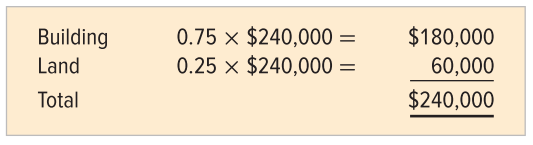 Building 0.75 × $240,000 = $180,000
Land 0.25 × $240,000 = 60,000
Total $240,000